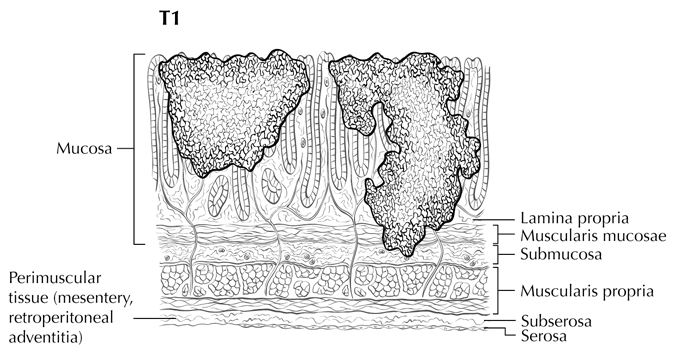 T1
Mucosa
Lamina propria
Muscularis mucosae
Submucosa
Muscularis propria
Perimuscular
tissue (mesentery,
retroperitoneal
adventitia)
Subserosa
Serosa